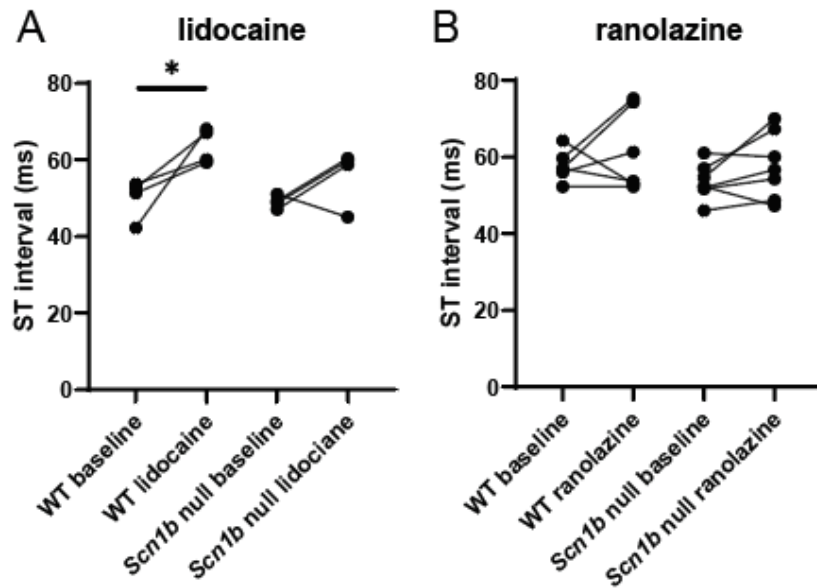 A
lidocaine
*
ST interval (ms)
80
60
40
20
0
WT baseline
WT lidocaine
Scn1b null baseline
Scn1b null lidociane
B
ranolazine
ST interval (ms)
80
60
40
20
0
WT baseline
WT ranolazine
Scn1b null baseline
Scn1b null ranolazine